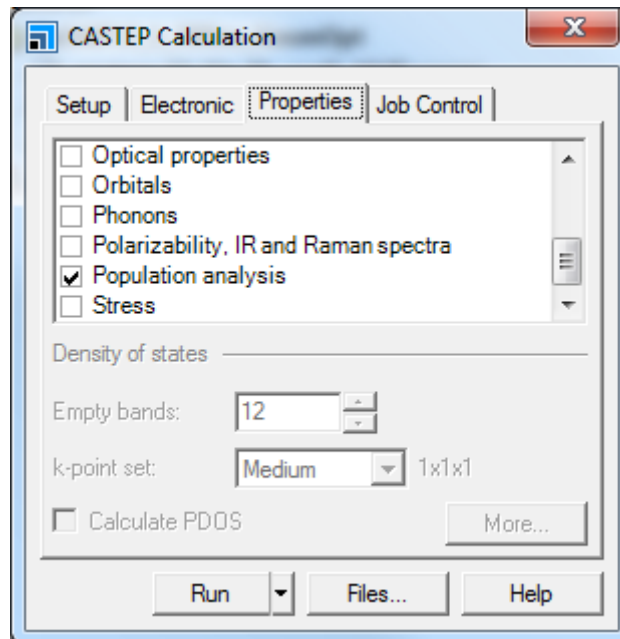 CASTEP Calculation
Setup Electronic Properties Job Control
Optical properties
Orbitals
Phonons
Polarizability, IR and Raman spectra
Population analysis
Stress
Density of states
Empty bands: 12
k-point set: Medium 1x1x1
Calculate PDOS More...
Run Files... Help